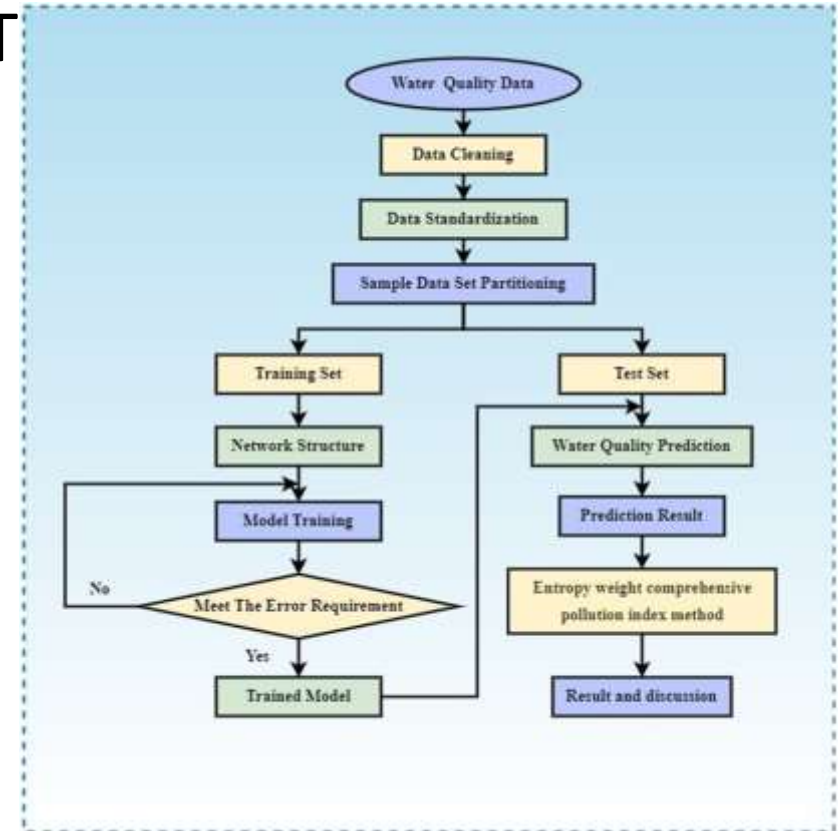 T
Water Quality Data
Data Cleaning
Data Standardization
Sample Data Set Partitioning
Training Set
Test Set
Network Structure
Water Quality Prediction
Model Training
Prediction Result
No
Meet The Error Requirement
Entropy weight comprehensive
pollution index method
Yes
Trained Model
Result and discussion